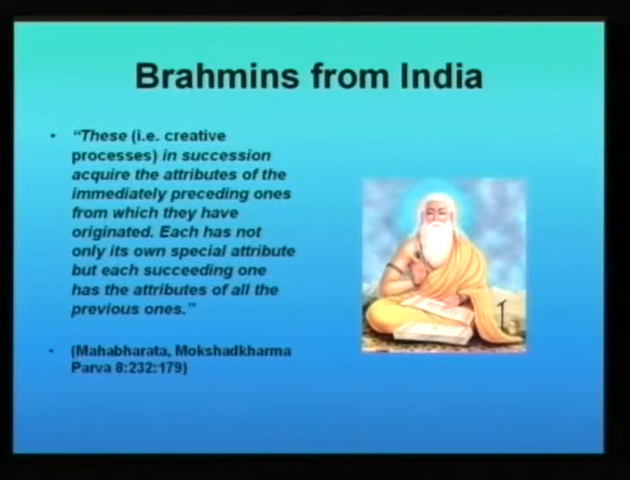 Brahmins from India
• “These (i.e. creative
processes) in succession
acquire the attributes of the
immediately preceding ones
from which they have
originated. Each has not
only its own special attribute
but each succeeding one
has the attributes of all the
previous ones.”
• (Mahabharata, Mokshadkharma
Parva 8:232:179)